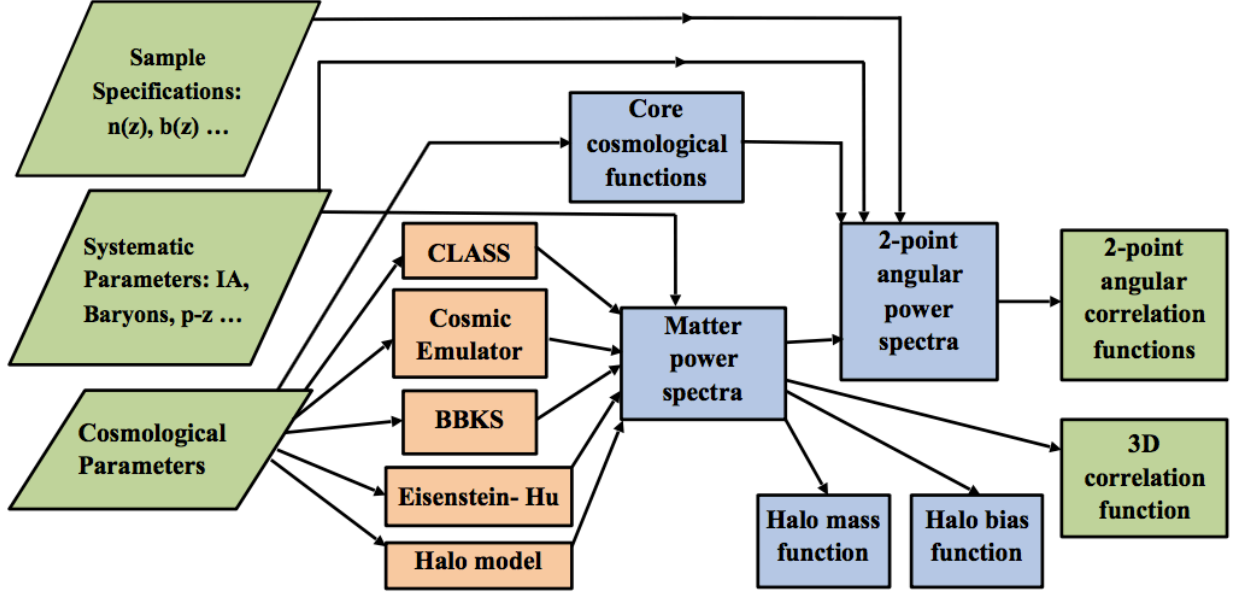 Sample
Specifications:
n(z), b(z) ...
Systematic
Parameters: IA,
Baryons, p-z ...
Cosmological
Parameters
CLASS
Cosmic
Emulator
BBKS
Eisenstein- Hu
Halo model
Core
cosmological
functions
Matter
power
spectra
2-point
angular
power
spectra
Halo mass
function
Halo bias
function
2-point
angular
correlation
functions
3D
correlation
function